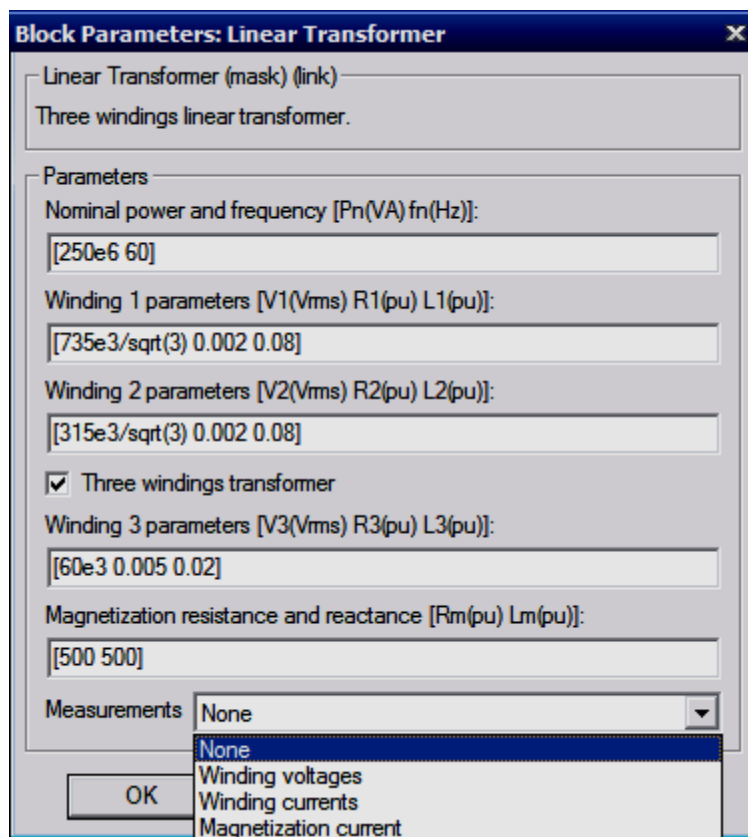 Block Parameters: Linear Transformer
Linear Transformer (mask) (link)
Three windings linear transformer.
Parameters
Nominal power and frequency [Pn(VA) fn(Hz)]:
[250e6 60]
Winding 1 parameters [V1(Vrms) R1(pu) L1(pu)]:
[735e3/sqrt(3) 0.002 0.08]
Winding 2 parameters [V2(Vrms) R2(pu) L2(pu)]:
[315e3/sqrt(3) 0.002 0.08]
Three windings transformer
Winding 3 parameters [V3(Vrms) R3(pu) L3(pu)]:
[60e3 0.005 0.02]
Magnetization resistance and reactance [Rm(pu) Lm(pu)]:
[500 500]
Measurements None
None
Winding voltages
OK
Winding currents
Magnetization current